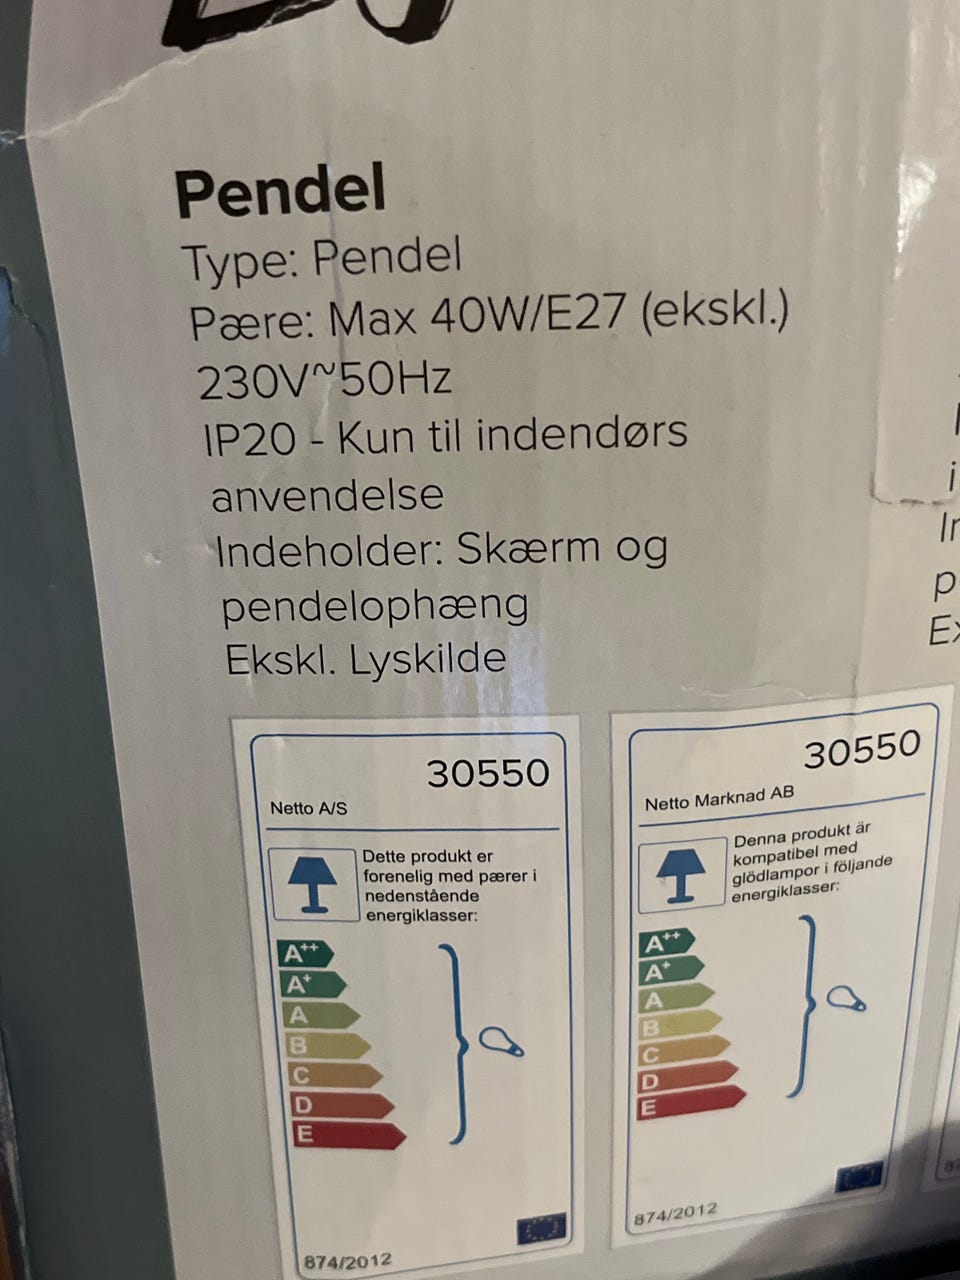 Pendel
Type: Pendel
Pære: Max 40W/E27 (ekskl.)
230V~50Hz
IP20 - Kun til indendørs
anvendelse
Indeholder: Skærm og
pendelophæng
Ekskl. Lyskilde
30550
Netto A/S
Dette produkt er
forenelig med pærer i
nedenstående
energiklasser:
A++
A+
A
B
C
D
E
874/2012
30550
Netto Marknad AB
Denna produkt är
kompatibel med
glödlampor i följande
energiklasser:
A++
A+
A
B
C
D
E
874/2012